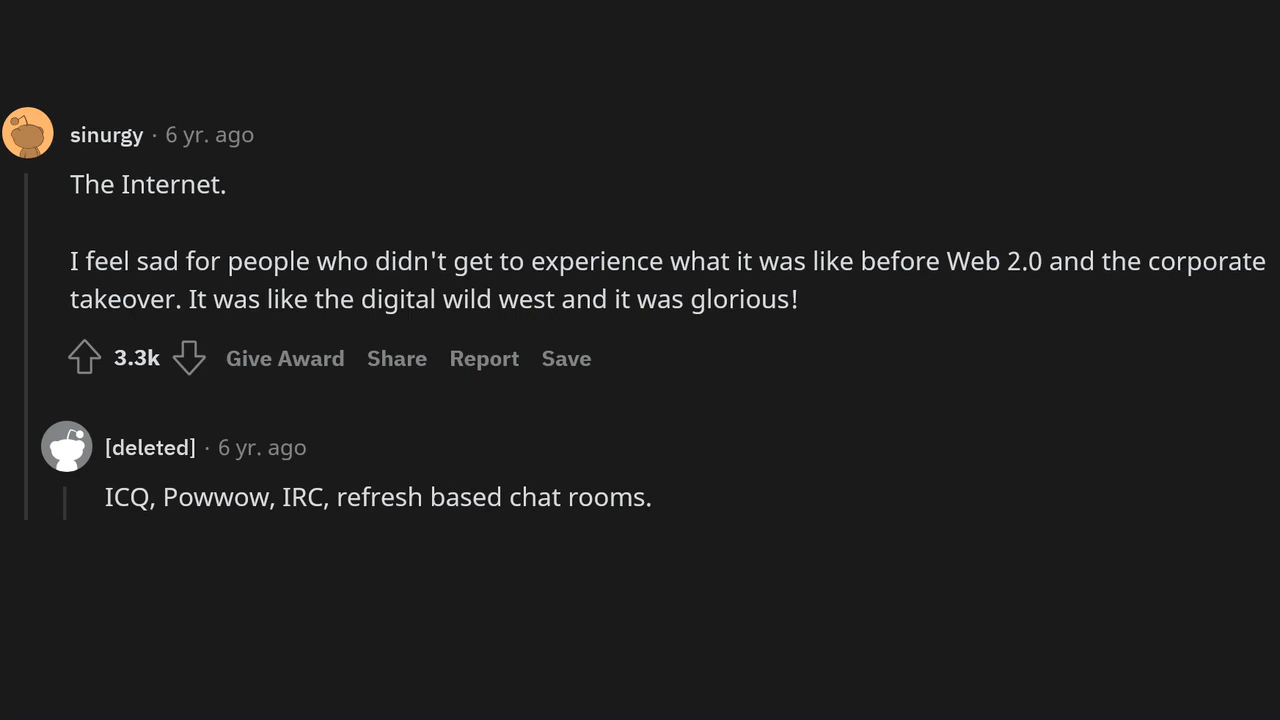 sinurgy · 6 yr. ago
The Internet.
I feel sad for people who didn't get to experience what it was like before Web 2.0 and the corporate
takeover. It was like the digital wild west and it was glorious!
3.3k Give Award Share Report Save
[deleted] · 6 yr. ago
ICQ, Powwow, IRC, refresh based chat rooms.